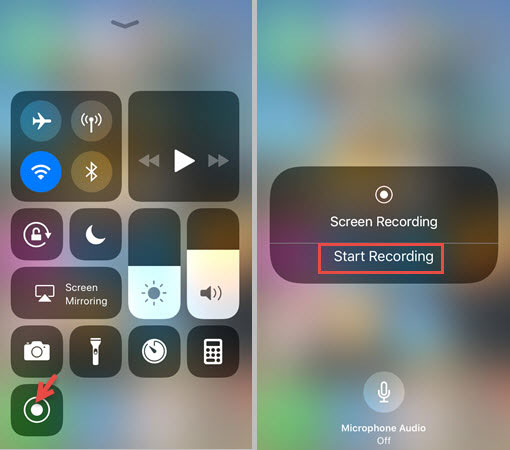 Screen
Mirroring
Screen Recording
Start Recording
Microphone Audio
Off